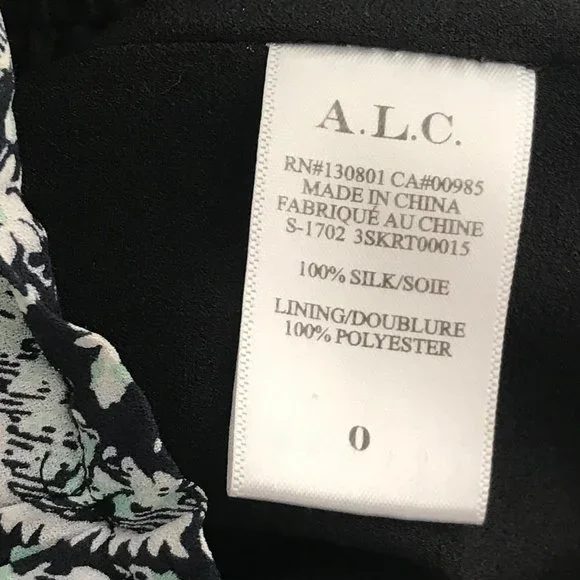 A.L.C.
RN#130801 CA#00985
MADE IN CHINA
FABRIQUÉ AU CHINE
S-1702 3SKRT00015
100% SILK/SOIE
LINING/DOUBLURE
100% POLYESTER
0